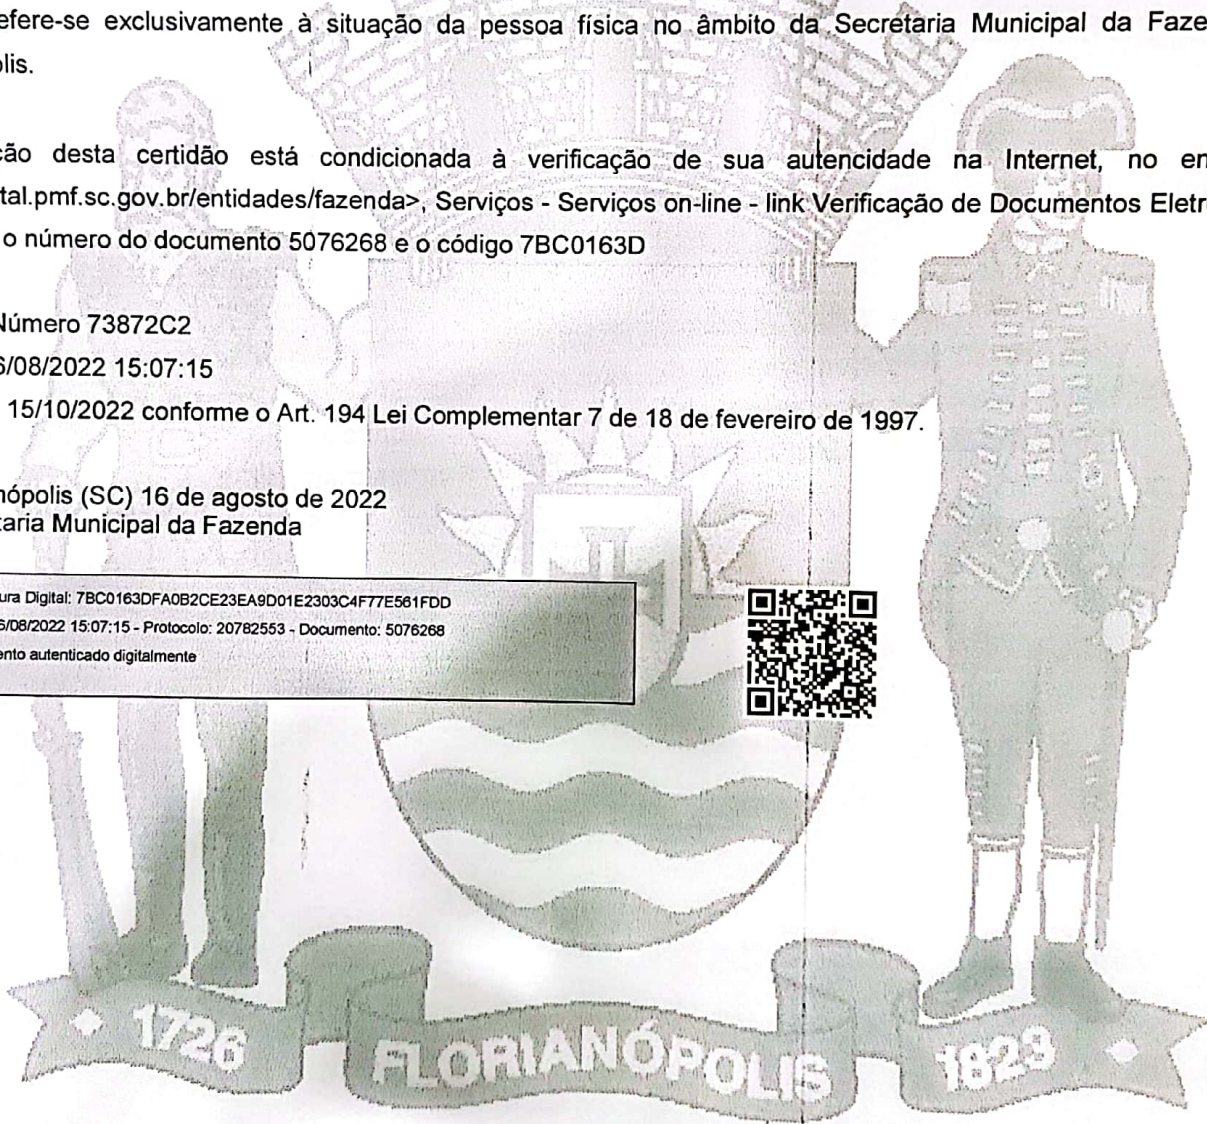 efere-se exclusivamente à situação da pessoa física no âmbito da Secretaria Municipal da Faze
lis.
ção desta certidão está condicionada à verificação de sua autencidade na Internet, no en
tal.pmf.sc.gov.br/entidades/fazenda>, Serviços - Serviços on-line - link Verificação de Documentos Eletr
o número do documento 5076268 e o código 7BC0163D
Número 73872C2
6/08/2022 15:07:15
15/10/2022 conforme o Art. 194 Lei Complementar 7 de 18 de fevereiro de 1997.
nópolis (SC) 16 de agosto de 2022
taria Municipal da Fazenda
ura Digital: 7BC0163DFA0B2CE23EA9D01E2303C4F77E561FDD
6/08/2022 15:07:15 - Protocolo: 20782553 - Documento: 5076268
ento autenticado digitalmente
1726 FLORIANÓPOLIS 1823